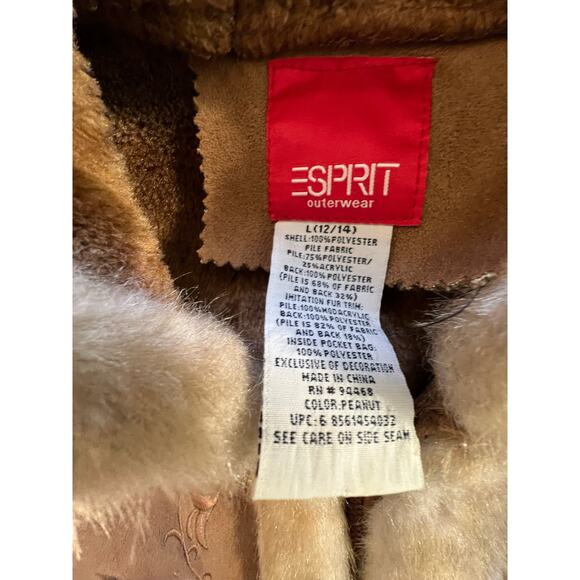 ESPRIT
outerwear
L(12/14)
SHELL:100%POLYESTER
PILE FABRIC
PILE:75%POLYESTER/
25%ACRYLIC
BACK:100%POLYESTER
(PILE IS 68% OF FABRIC
AND BACK 32%)
IMITATION FUR TRIM:
PILE:100%MODACRYLIC
BACK:100% POLYESTER
(PILE IS 82% OF FABRIC
AND BACK 18%)
INSIDE POCKET BAG:
100% POLYESTER
EXCLUSIVE OF DECORATION
MADE IN CHINA
RN# 94468
COLOR:PEANUT
UPC:6 8561454032
SEE CARE ON SIDE SEAM